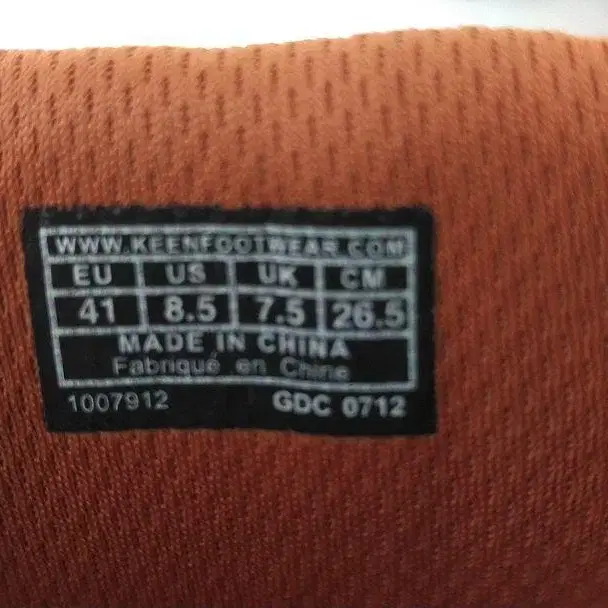 WWW.KEENFOOTWEAR.COM
EU US UK CM
41 8.5 7.5 26.5
MADE IN CHINA
Fabriqué en Chine
1007912 GDC 0712